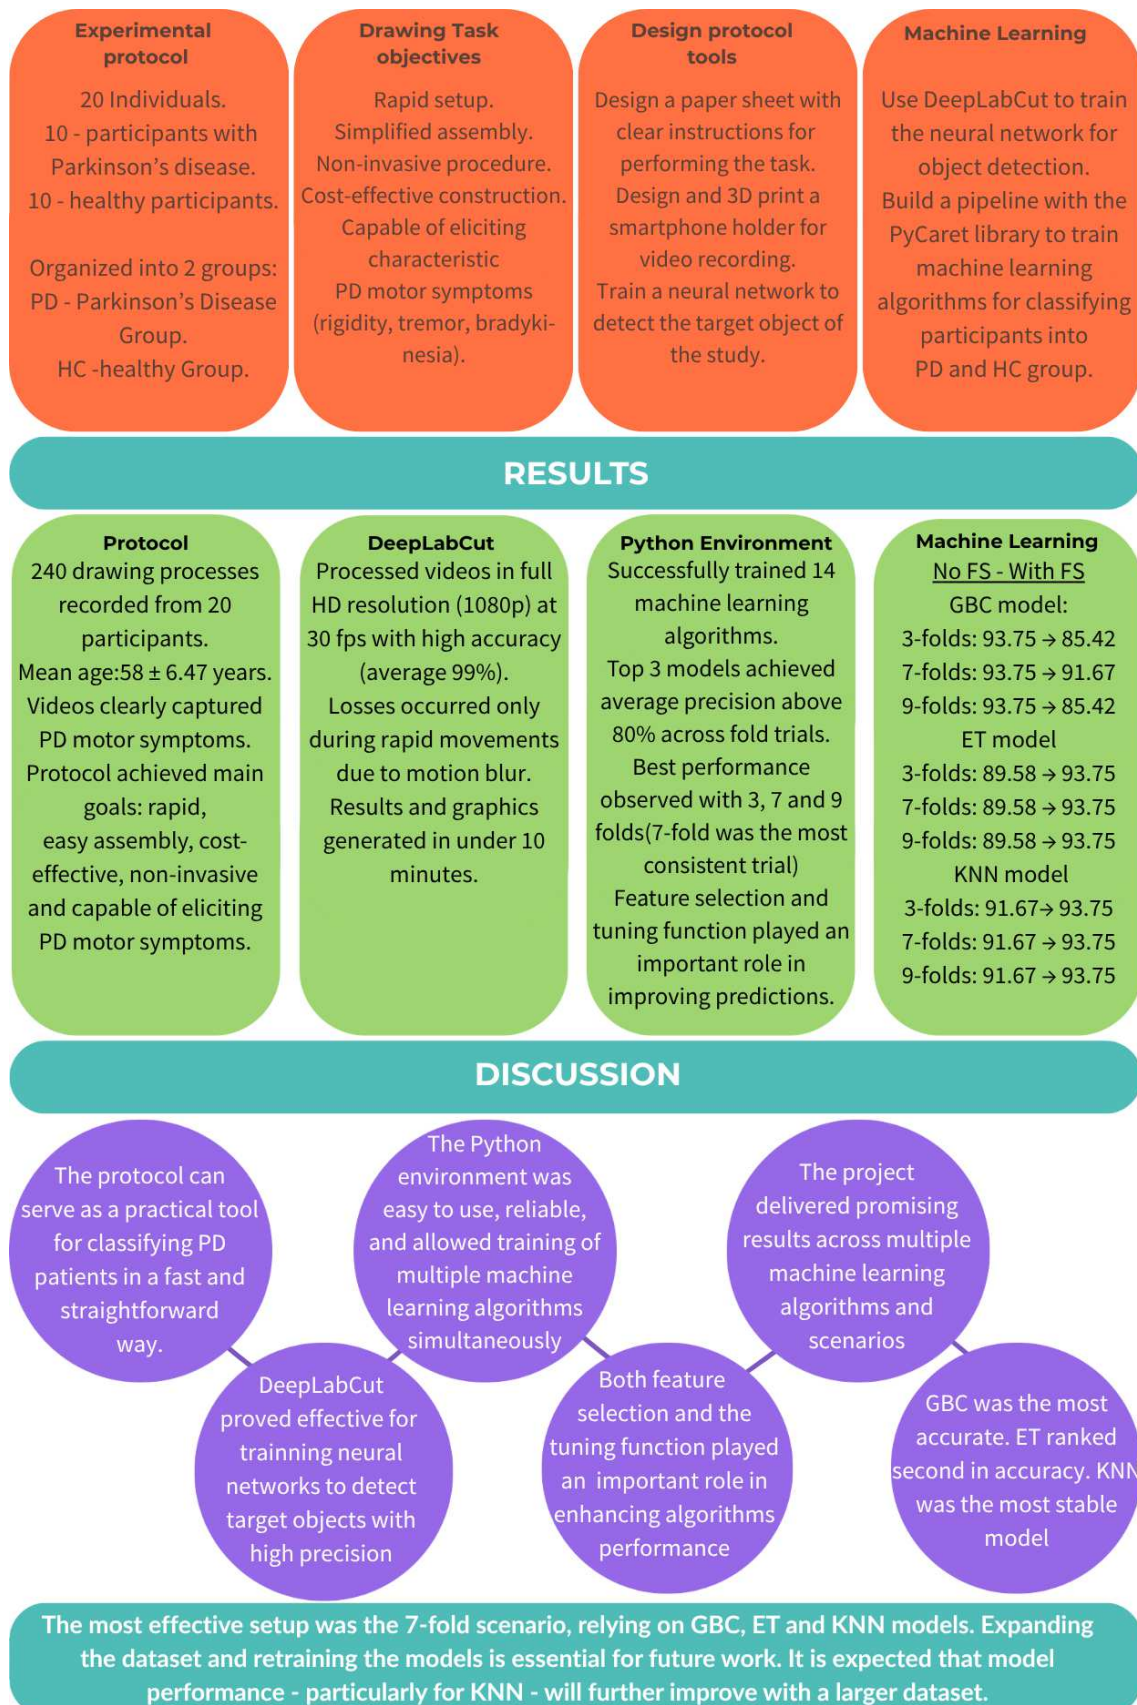 Experimental
protocol
20 Individuals.
10 - participants with
Parkinson's disease.
10 - healthy participants.
Organized into 2 groups:
PD - Parkinson's Disease
Group.
HC -healthy Group.
Drawing Task
objectives
Rapid setup.
Simplified assembly.
Non-invasive procedure.
Cost-effective construction.
Capable of eliciting
characteristic
PD motor symptoms
(rigidity, tremor, bradyki-
nesia).
Design protocol
tools
Design a paper sheet with
clear instructions for
performing the task.
Design and 3D print a
smartphone holder for
video recording.
Train a neural network to
detect the target object of
the study.
Machine Learning
Use DeepLabCut to train
the neural network for
object detection.
Build a pipeline with the
PyCaret library to train
machine learning
algorithms for classifying
participants into
PD and HC group.
RESULTS
Protocol
240 drawing processes
recorded from 20
participants.
Mean age:58 ± 6.47 years.
Videos clearly captured
PD motor symptoms.
Protocol achieved main
goals: rapid,
easy assembly, cost-
effective, non-invasive
and capable of eliciting
PD motor symptoms.
DeepLabCut
Processed videos in full
HD resolution (1080p) at
30 fps with high accuracy
(average 99%).
Losses occurred only
during rapid movements
due to motion blur.
Results and graphics
generated in under 10
minutes.
Python Environment
Successfully trained 14
machine learning
algorithms.
Top 3 models achieved
average precision above
80% across fold trials.
Best performance
observed with 3, 7 and 9
folds(7-fold was the most
consistent trial)
Feature selection and
tuning function played an
important role in
improving predictions.
Machine Learning
No FS - With FS
GBC model:
3-folds: 93.75 → 85.42
7-folds: 93.75 → 91.67
9-folds: 93.75 → 85.42
ET model
3-folds: 89.58 → 93.75
7-folds: 89.58 → 93.75
9-folds: 89.58 → 93.75
KNN model
3-folds: 91.67→ 93.75
7-folds: 91.67 → 93.75
9-folds: 91.67 → 93.75
DISCUSSION
The protocol can
serve as a practical tool
for classifying PD
patients in a fast and
straightforward
way.
DeepLabCut
proved effective for
trainning neural
networks to detect
target objects with
high precision
The Python
environment was
easy to use, reliable,
and allowed training of
multiple machine
learning algorithms
simultaneously
Both feature
selection and the
tuning function played
an important role in
enhancing algorithms
performance
The project
delivered promising
results across multiple
machine learning
algorithms and
scenarios
GBC was the most
accurate. ET ranked
second in accuracy. KNN
was the most stable
model
The most effective setup was the 7-fold scenario, relying on GBC, ET and KNN models. Expanding
the dataset and retraining the models is essential for future work. It is expected that model
performance - particularly for KNN - will further improve with a larger dataset.